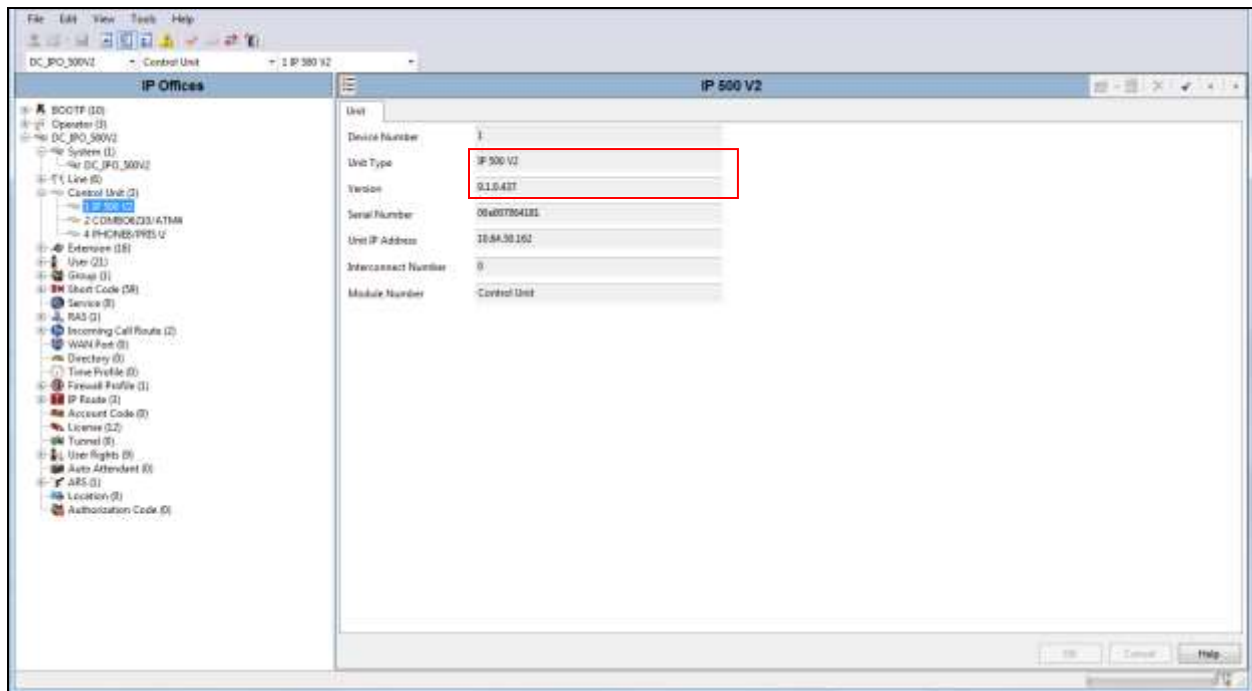 File Edit View Tools Help
DC_IPO_500V2 Control Unit 1 IP 500 V2
IP Offices
IP 500 V2
BOOTP (10)
Operator (3)
DC_IPO_500V2
System (1)
DC_IPO_500V2
Line (6)
Control Unit (3)
1 IP 500 V2
2 COMBO6210/ATM4
4 PHONE8/PRIS U
Extension (18)
User (21)
Group (1)
Short Code (59)
Service (0)
RAS (1)
Incoming Call Route (2)
WAN Port (0)
Directory (0)
Time Profile (0)
Firewall Profile (1)
IP Route (3)
Account Code (0)
License (12)
Tunnel (0)
User Rights (9)
Auto Attendant (0)
ARS (1)
Location (0)
Authorization Code (0)
Unit
Device Number 1
Unit Type IP 500 V2
Version 9.1.0.437
Serial Number
Unit IP Address 10.64.50.162
Interconnect Number 0
Module Number Control Unit
OK Cancel Help